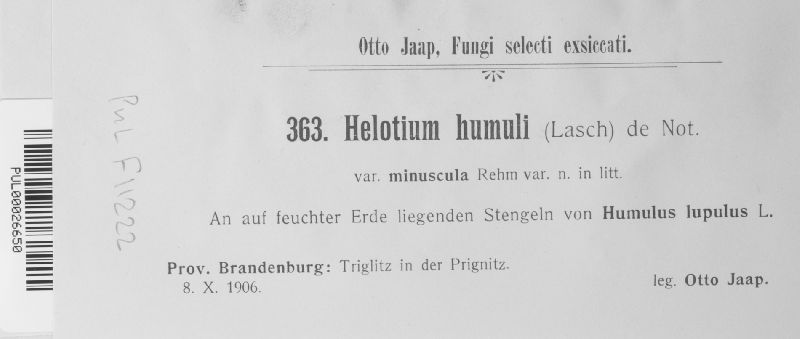 Otto Jaap, Fungi selecti exsiccati.
363. Helotium humuli (Lasch) de Not.
var. minuscula Rehm var. n. in litt.
An auf feuchter Erde liegenden Stengeln von Humulus lupulus L.
Prov. Brandenburg: Triglitz in der Prignitz.
8. X. 1906.
leg. Otto Jaap.
PUL F11222
PUL00026650